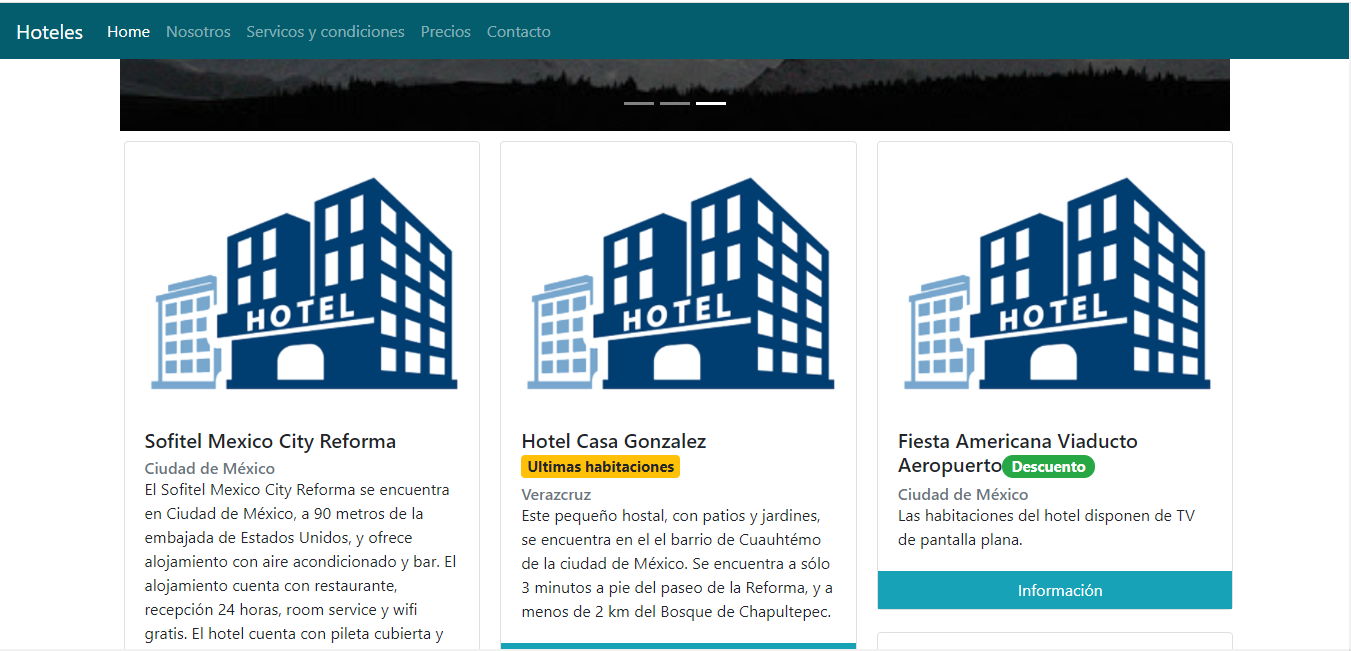 Hoteles Home Nosotros Servicos y condiciones Precios Contacto
HOTEL
Sofitel Mexico City Reforma
Ciudad de México
El Sofitel Mexico City Reforma se encuentra
en Ciudad de México, a 90 metros de la
embajada de Estados Unidos, y ofrece
alojamiento con aire acondicionado y bar. El
alojamiento cuenta con restaurante,
recepción 24 horas, room service y wifi
gratis. El hotel cuenta con pileta cubierta y
HOTEL
Hotel Casa Gonzalez
Ultimas habitaciones
Verazcruz
Este pequeño hostal, con patios y jardines,
se encuentra en el el barrio de Cuauhtémo
de la ciudad de México. Se encuentra a sólo
3 minutos a pie del paseo de la Reforma, y a
menos de 2 km del Bosque de Chapultepec.
HOTEL
Fiesta Americana Viaducto
Aeropuerto Descuento
Ciudad de México
Las habitaciones del hotel disponen de TV
de pantalla plana.
Información